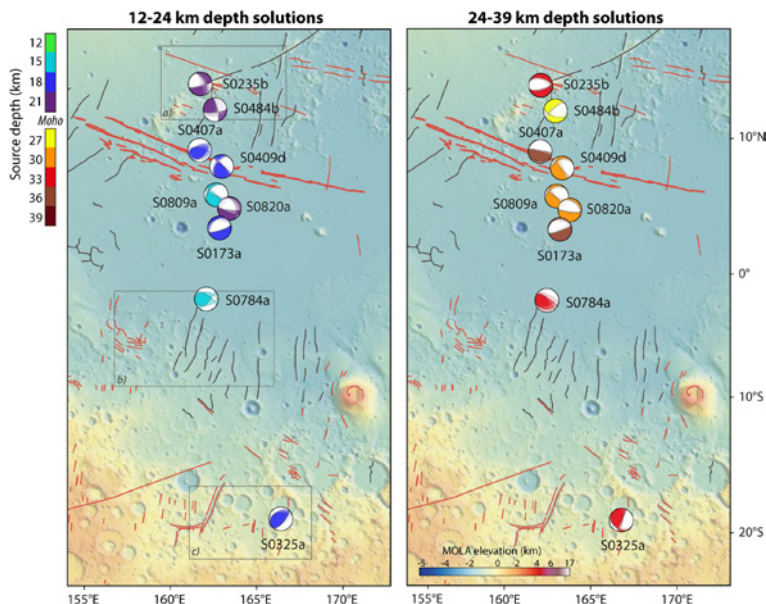 12-24 km depth solutions
24-39 km depth solutions
Source depth (km)
12
15
18
21
Moho
27
30
33
36
39
a)
S0235b
S0484b
S0407a
S0409d
S0809a
S0820a
S0173a
S0784a
b)
c)
S0325a
155°E
160°E
165°E
170°E
S0235b
S0484b
S0407a
S0409d
S0809a
S0820a
S0173a
S0784a
S0325a
10°N
0°
10°S
20°S
MOLA elevation (km)
-5 -4 -2 0 2 4 6 17
155°E
160°E
165°E
170°E